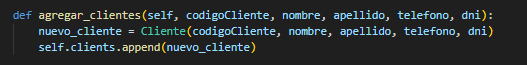 def agregar_clientes(self, codigoCliente, nombre, apellido, telefono, dni):
    nuevo_cliente = Cliente(codigoCliente, nombre, apellido, telefono, dni)
    self.clients.append(nuevo_cliente)